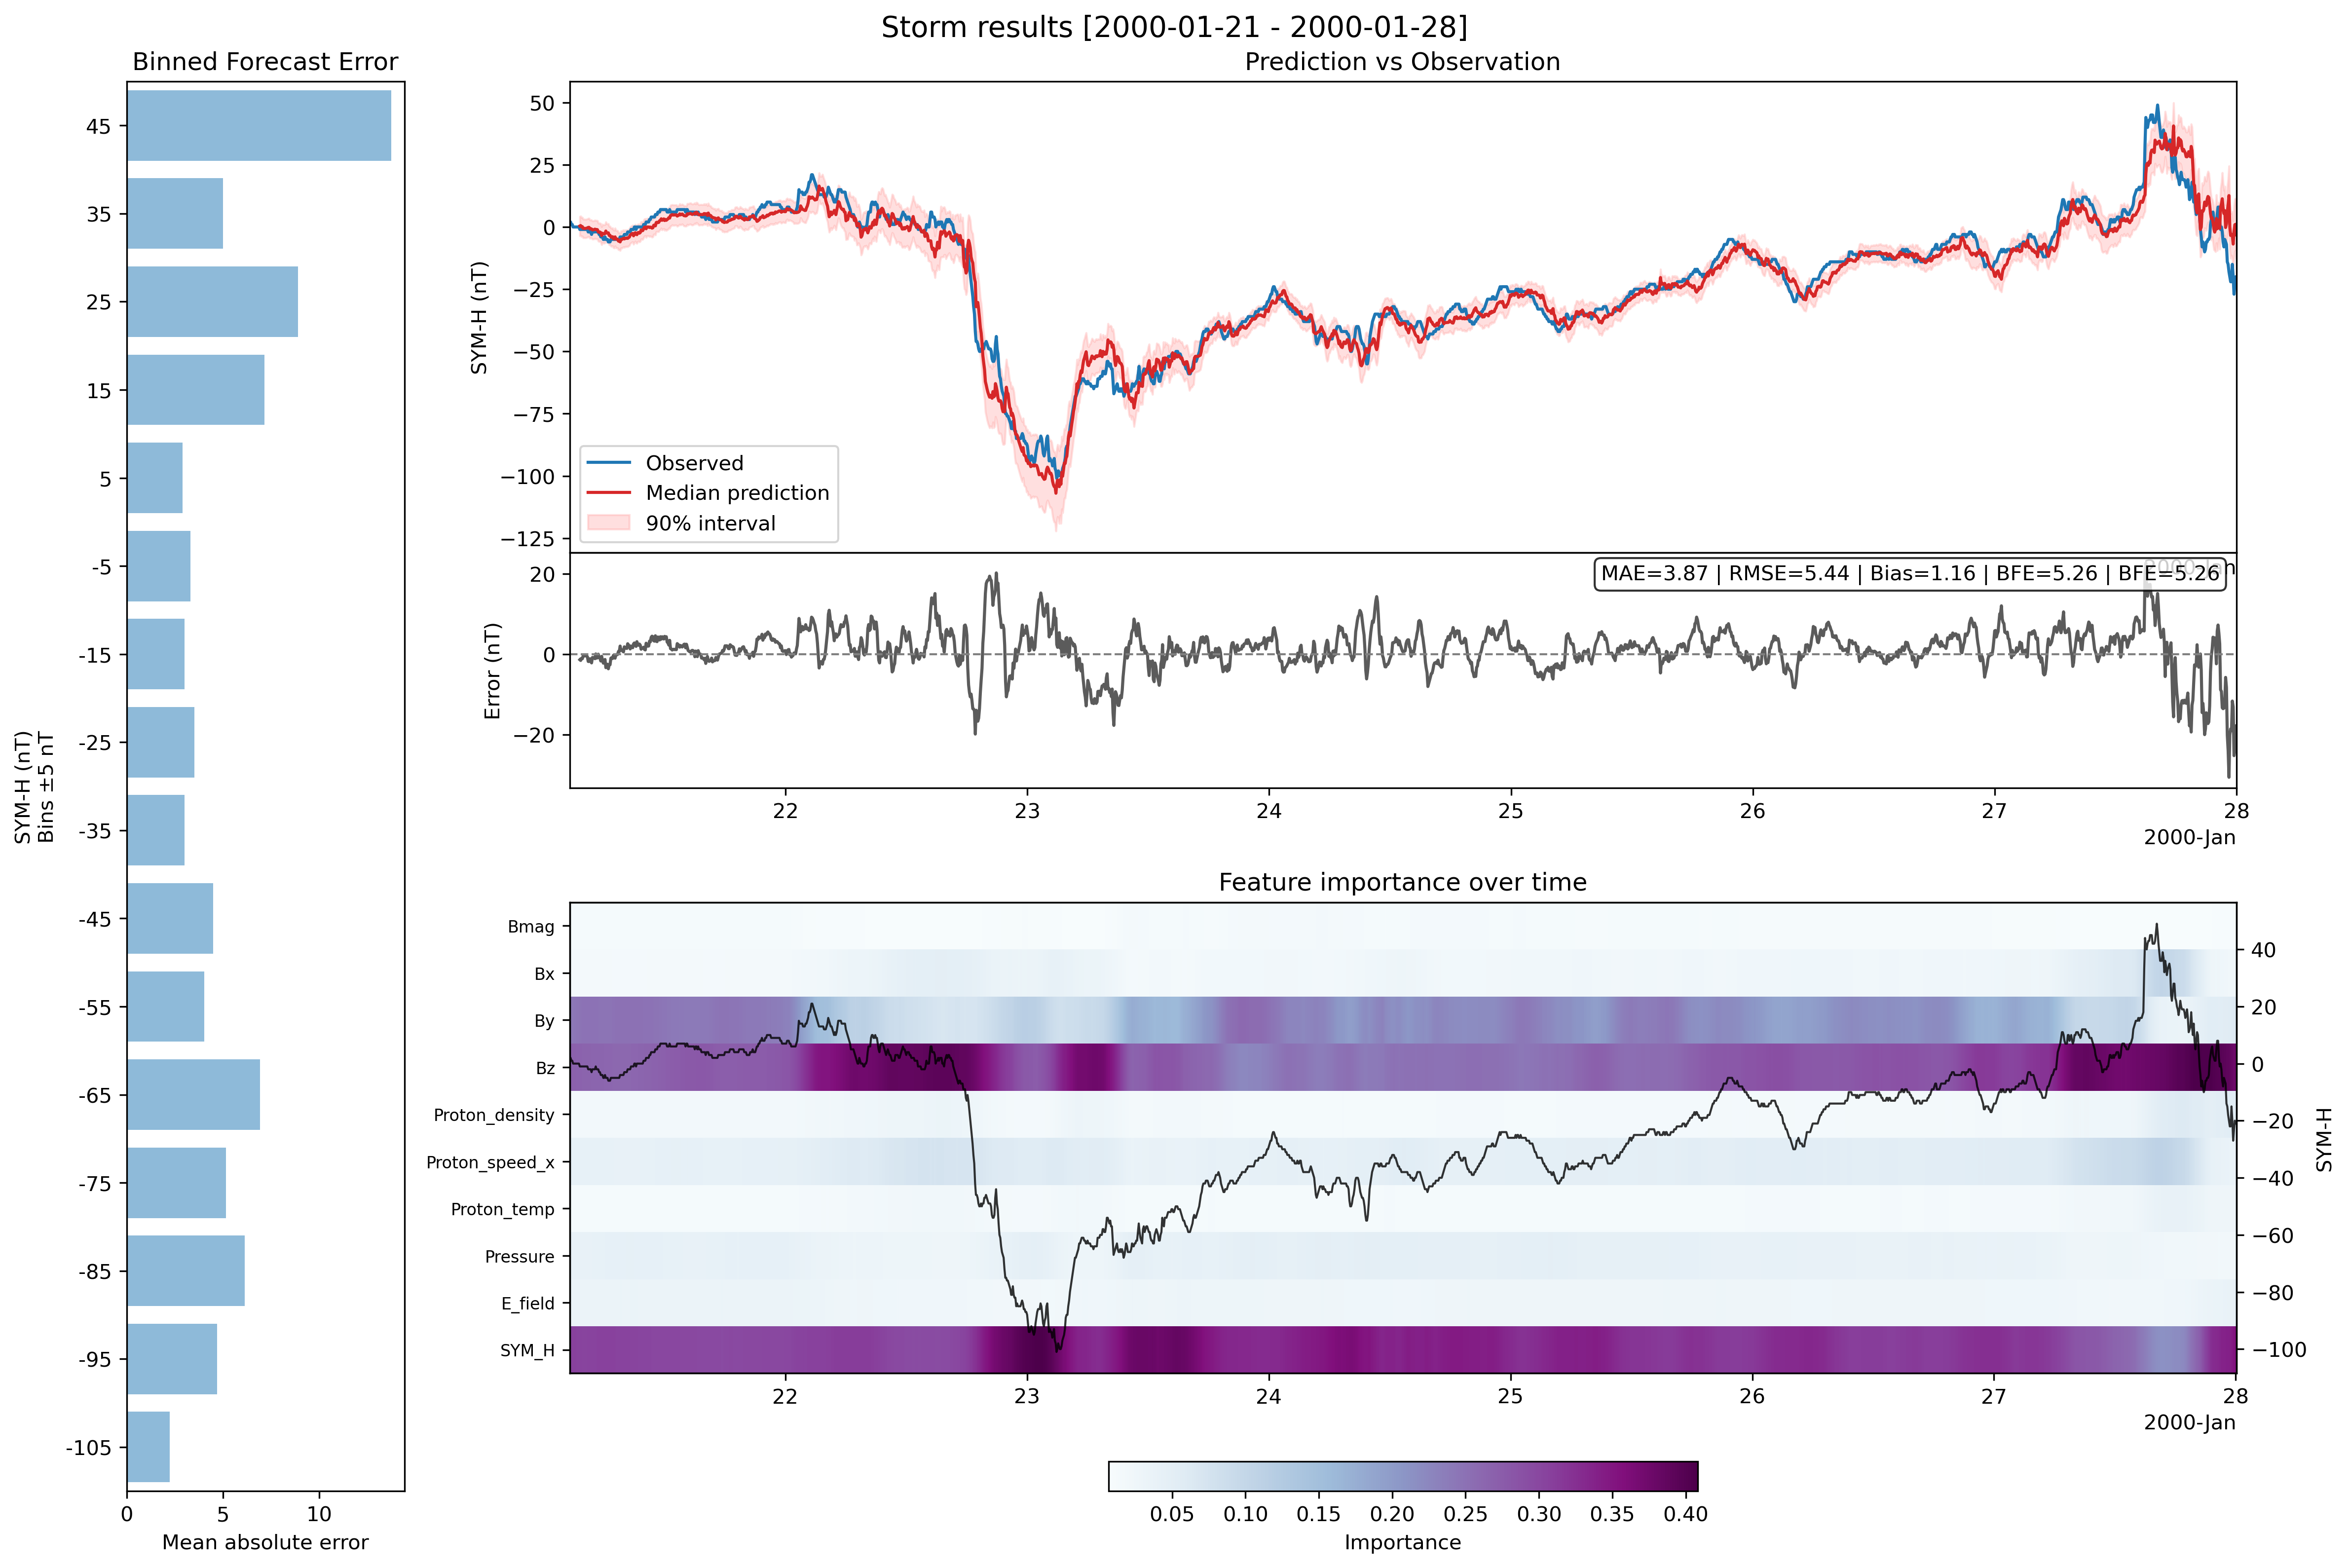 Storm results [2000-01-21 - 2000-01-28]
Binned Forecast Error
45
35
25
15
5
-5
-15
-25
-35
-45
-55
-65
-75
-85
-95
-105
SYM-H (nT)
Bins ±5 nT
0 5 10
Mean absolute error
Prediction vs Observation
50
25
0
−25
−50
−75
−100
−125
SYM-H (nT)
Observed
Median prediction
90% interval
2000-Jan
MAE=3.87 | RMSE=5.44 | Bias=1.16 | BFE=5.26 | BFE=5.26
20
0
−20
Error (nT)
22 23 24 25 26 27 28
2000-Jan
Feature importance over time
Bmag
Bx
By
Bz
Proton_density
Proton_speed_x
Proton_temp
Pressure
E_field
SYM_H
40
20
0
−20
−40
−60
−80
−100
SYM-H
22 23 24 25 26 27 28
2000-Jan
0.05 0.10 0.15 0.20 0.25 0.30 0.35 0.40
Importance